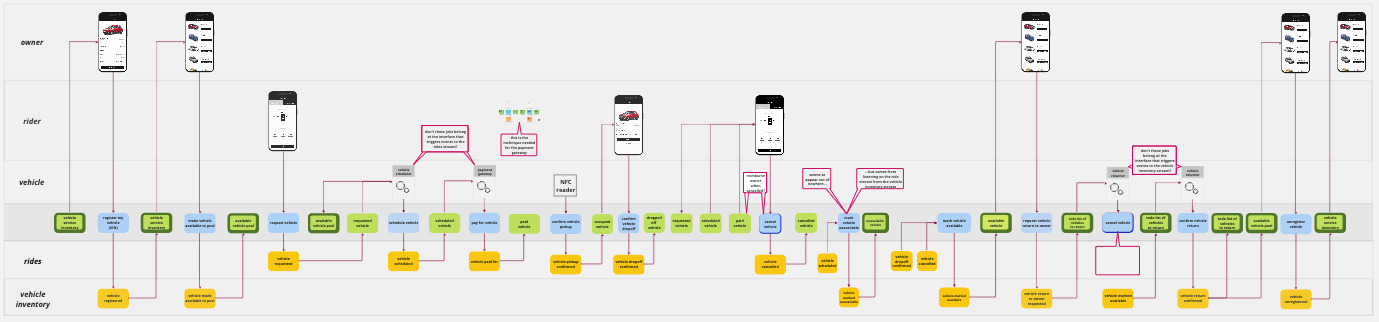 owner
rider
don't these jobs belong
at the interface that
triggers events to the
rides stream?
this is the
technique needed
for the payment
gateway
don't these jobs
belong at the
interface that triggers
events to the vehicle
inventory stream
vehicle
vehicle
scheduler
payment
gateway
NFC
reader
reimburse
owner
when
cancelled?
seems to
appear out of
nowhere...
...but comes from
listening on the ride
stream from the vehicle
inventory stream
vehicle
returner
vehicle
returner
vehicle
service
inventory
register my
vehicle
(VIN)
vehicle
service
inventory
make vehicle
available to pool
available
vehicle pool
request vehicle
available
vehicle pool
requested
vehicle
schedule vehicle
scheduled
vehicle
pay for vehicle
paid
vehicle
confirm vehicle
pickup
occupied
vehicle
confirm
vehicle
dropoff
dropped
off
vehicle
requested
vehicle
scheduled
vehicle
paid
vehicle
cancel
vehicle
cancelled
vehicle
mark
vehicle
unavailable
unavailable
vehicle
mark vehicle
available
available
vehicle
request vehicle
return to owner
todo list of
vehicles
to return
cancel vehicle
todo list of
vehicles
to return
confirm vehicle
return
todo list of
vehicles
to return
available
vehicle pool
unregister
vehicle
vehicle
service
inventory
rides
vehicle
requested
vehicle
scheduled
vehicle paid for
vehicle pickup
confirmed
vehicle dropoff
confirmed
vehicle
cancelled
vehicle
scheduled
vehicle
dropoff
confirmed
vehicle
cancelled
vehicle
inventory
vehicle
registered
vehicle made
available to pool
vehicle
marked
unavailable
vehicle marked
available
vehicle return
to owner
requested
vehicle marked
available
vehicle return
confirmed
vehicle
unregistered